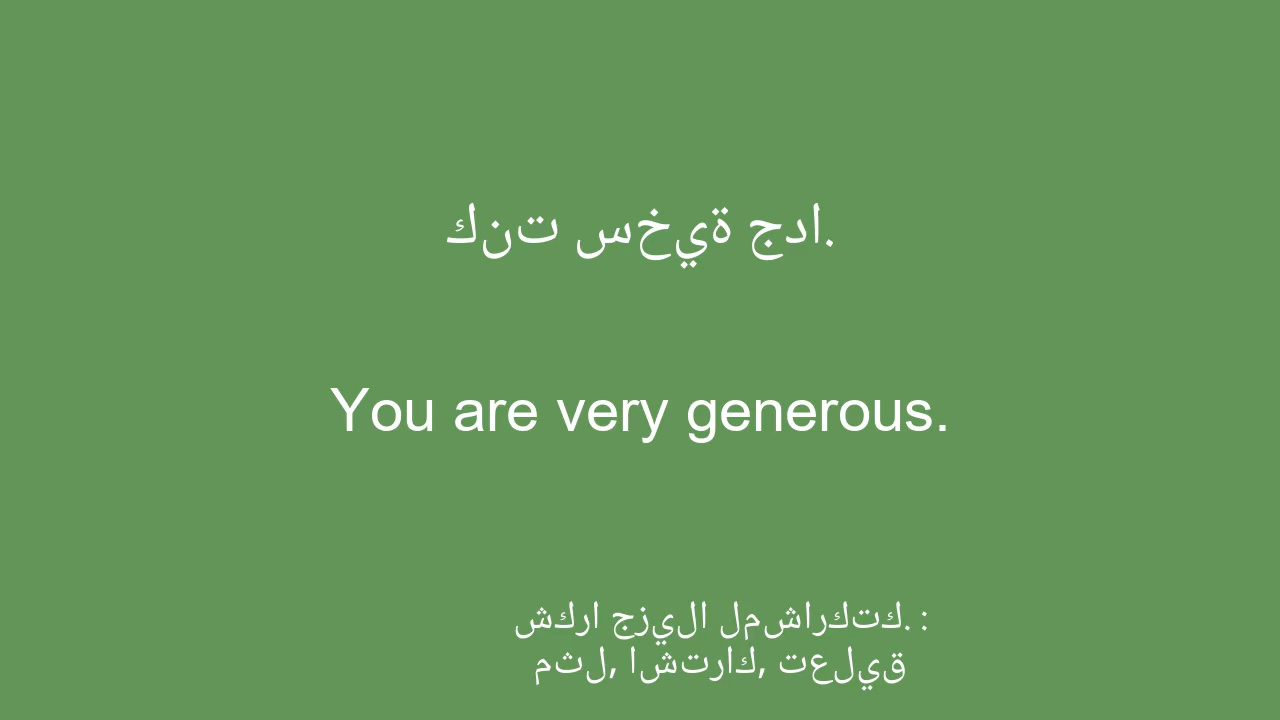 كنت سخية جدا.
You are very generous.
شكرا جزيلا لمشاركتك. :
مثل, اشتراك, تعليق